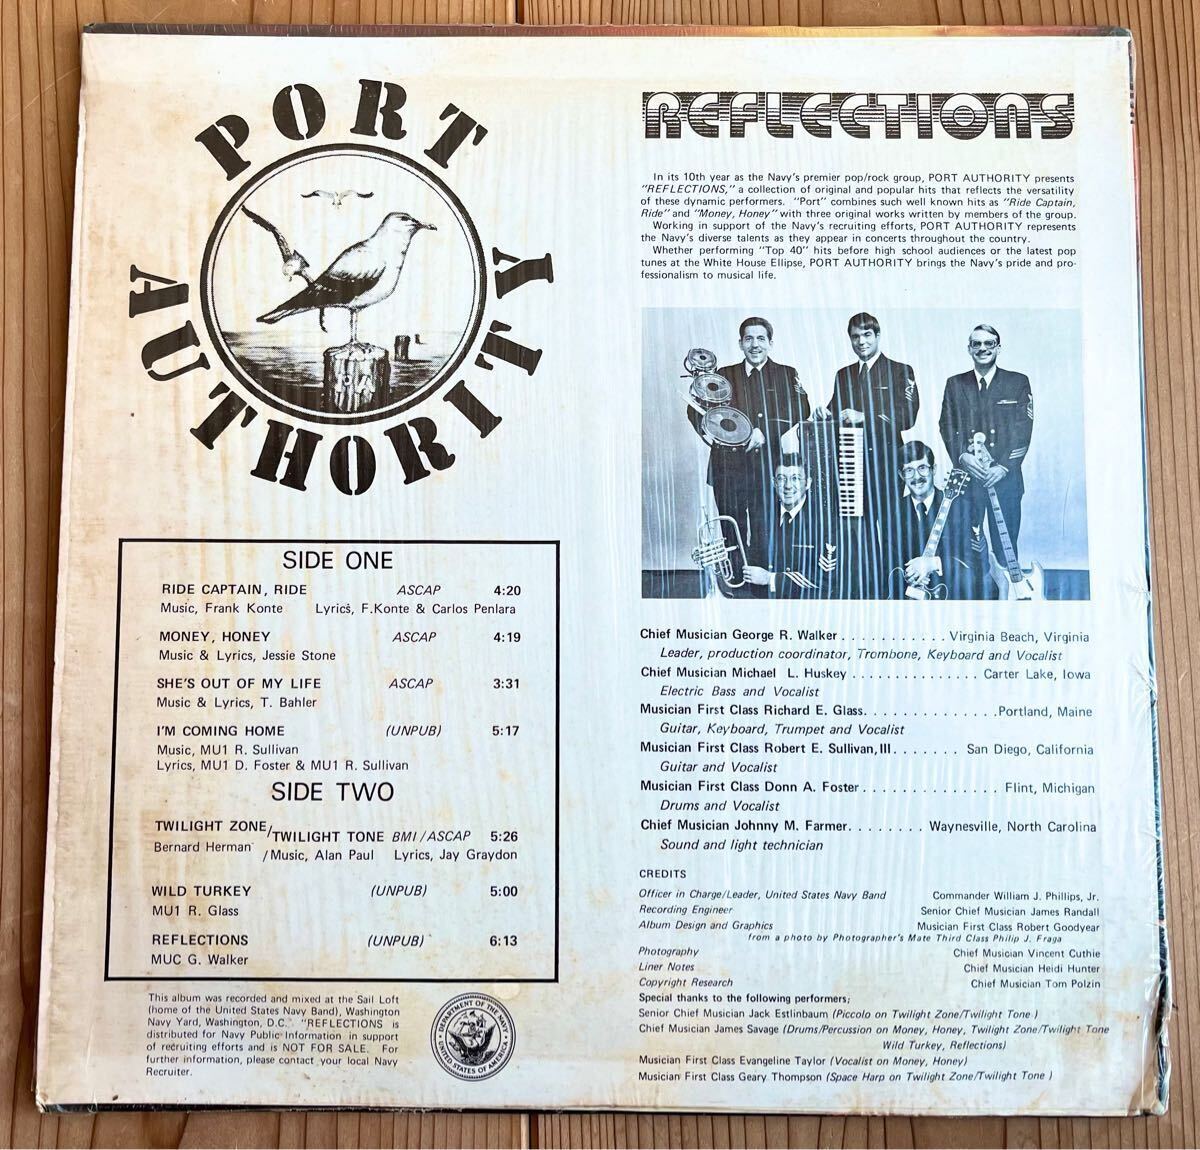 PORT
AUTHORITY
PA
REFLECTIONS
In its 10th year as the Navy's premier pop/rock group, PORT AUTHORITY presents
"REFLECTIONS," a collection of original and popular hits that reflects the versatility
of these dynamic performers. "Port" combines such well known hits as "Ride Captain,
Ride" and "Money, Honey" with three original works written by members of the group.
Working in support of the Navy's recruiting efforts, PORT AUTHORITY represents
the Navy's diverse talents as they appear in concerts throughout the country.
Whether performing "Top 40" hits before high school audiences or the latest pop
tunes at the White House Ellipse, PORT AUTHORITY brings the Navy's pride and pro-
fessionalism to musical life.
SIDE ONE
RIDE CAPTAIN, RIDE ASCAP 4:20
Music, Frank Konte Lyrics, F.Konte & Carlos Penlara
MONEY, HONEY ASCAP 4:19
Music & Lyrics, Jessie Stone
SHE'S OUT OF MY LIFE ASCAP 3:31
Music & Lyrics, T. Bahler
I'M COMING HOME (UNPUB) 5:17
Music, MU1 R. Sullivan
Lyrics, MU1 D. Foster & MU1 R. Sullivan
SIDE TWO
TWILIGHT ZONE/TWILIGHT TONE BMI/ASCAP 5:26
Bernard Herman /Music, Alan Paul Lyrics, Jay Graydon
WILD TURKEY (UNPUB) 5:00
MU1 R. Glass
REFLECTIONS (UNPUB) 6:13
MUC G. Walker
This album was recorded and mixed at the Sail Loft
(home of the United States Navy Band), Washington
Navy Yard, Washington, D.C. "REFLECTIONS is
distributed for Navy Public Information in support
of recruiting efforts and is NOT FOR SALE. For
further information, please contact your local Navy
Recruiter.
DEPARTMENT OF THE NAVY
UNITED STATES OF AMERICA
Chief Musician George R. Walker . . . . . . . . . . . Virginia Beach, Virginia
Leader, production coordinator, Trombone, Keyboard and Vocalist
Chief Musician Michael L. Huskey . . . . . . . . . . . . . . Carter Lake, Iowa
Electric Bass and Vocalist
Musician First Class Richard E. Glass. . . . . . . . . . . . . .Portland, Maine
Guitar, Keyboard, Trumpet and Vocalist
Musician First Class Robert E. Sullivan, III. . . . . . . San Diego, California
Guitar and Vocalist
Musician First Class Donn A. Foster . . . . . . . . . . . . . . Flint, Michigan
Drums and Vocalist
Chief Musician Johnny M. Farmer. . . . . . . . Waynesville, North Carolina
Sound and light technician
CREDITS
Officer in Charge/Leader, United States Navy Band Commander William J. Phillips, Jr.
Recording Engineer Senior Chief Musician James Randall
Album Design and Graphics Musician First Class Robert Goodyear
from a photo by Photographer's Mate Third Class Philip J. Fraga
Photography Chief Musician Vincent Cuthie
Liner Notes Chief Musician Heidi Hunter
Copyright Research Chief Musician Tom Polzin
Special thanks to the following performers;
Senior Chief Musician Jack Estlinbaum (Piccolo on Twilight Zone/Twilight Tone )
Chief Musician James Savage (Drums/Percussion on Money, Honey, Twilight Zone/Twilight Tone
Wild Turkey, Reflections)
Musician First Class Evangeline Taylor (Vocalist on Money, Honey)
Musician First Class Geary Thompson (Space Harp on Twilight Zone/Twilight Tone )